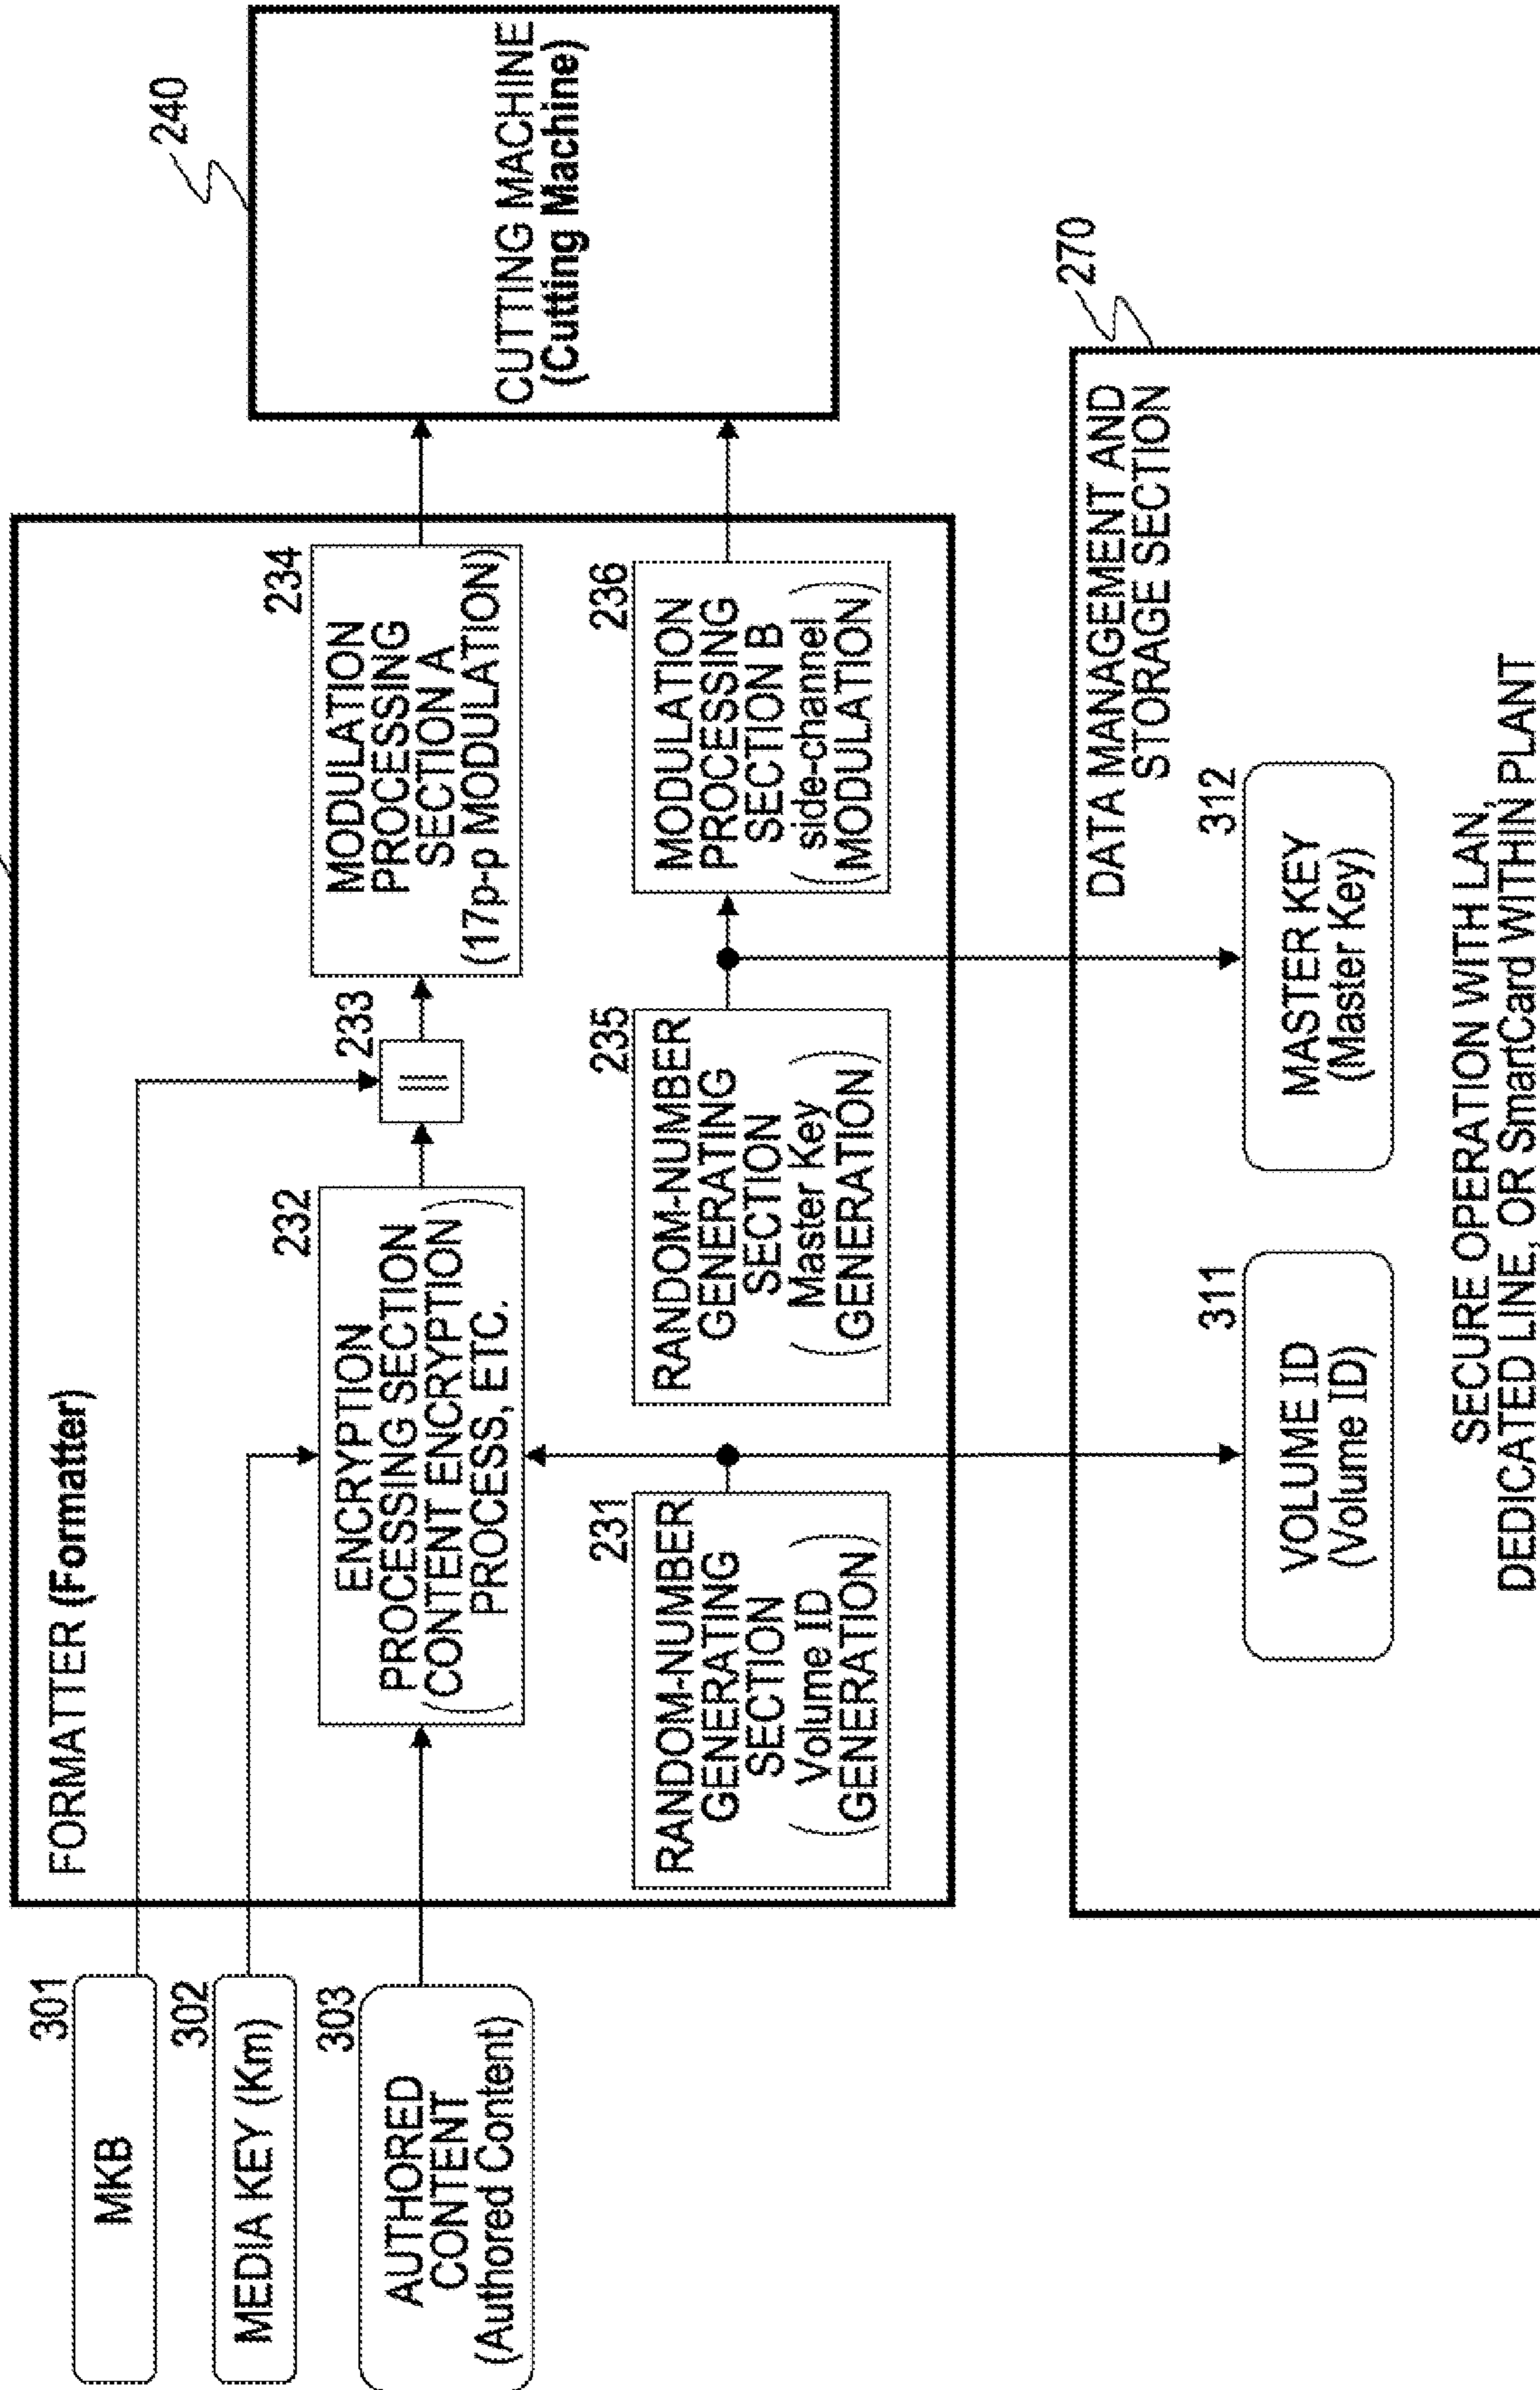 301
MKB
302
MEDIA KEY (Km)
303
AUTHORED
CONTENT
(Authored Content)
FORMATTER (Formatter)
232
ENCRYPTION
PROCESSING SECTION
(CONTENT ENCRYPTION)
PROCESS, ETC.
233
||
234
MODULATION
PROCESSING
SECTION A
(17p-p MODULATION)
231
RANDOM-NUMBER
GENERATING
SECTION
(Volume ID
GENERATION)
235
RANDOM-NUMBER
GENERATING
SECTION
(Master Key
GENERATION)
236
MODULATION
PROCESSING
SECTION B
(side-channel
MODULATION)
240
CUTTING MACHINE
(Cutting Machine)
270
DATA MANAGEMENT AND
STORAGE SECTION
311
VOLUME ID
(Volume ID)
312
MASTER KEY
(Master Key)
SECURE OPERATION WITH LAN,
DEDICATED LINE, OR SmartCard WITHIN PLANT